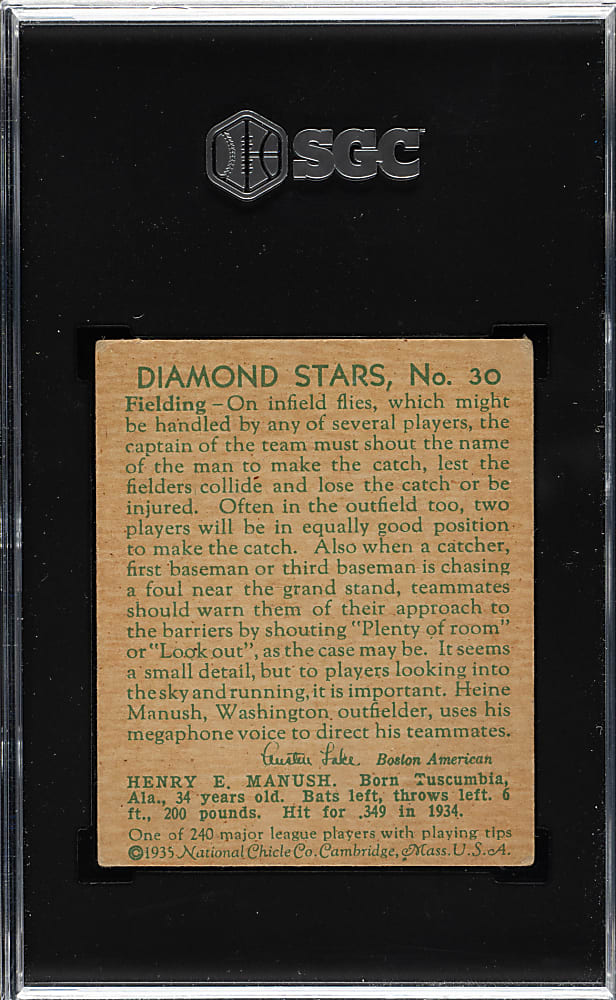 SGC
DIAMOND STARS, No. 30
Fielding – On infield flies, which might
be handled by any of several players, the
captain of the team must shout the name
of the man to make the catch, lest the
fielders collide and lose the catch or be
injured. Often in the outfield too, two
players will be in equally good position
to make the catch. Also when a catcher,
first baseman or third baseman is chasing
a foul near the grand stand, teammates
should warn them of their approach to
the barriers by shouting "Plenty of room"
or "Look out", as the case may be. It seems
a small detail, but to players looking into
the sky and running, it is important. Heine
Manush, Washington outfielder, uses his
megaphone voice to direct his teammates.
Austen Lake Boston American
HENRY E. MANUSH. Born Tuscumbia,
Ala., 34 years old. Bats left, throws left. 6
ft., 200 pounds. Hit for .349 in 1934.
One of 240 major league players with playing tips
©1935 National Chicle Co. Cambridge, Mass. U.S.A.